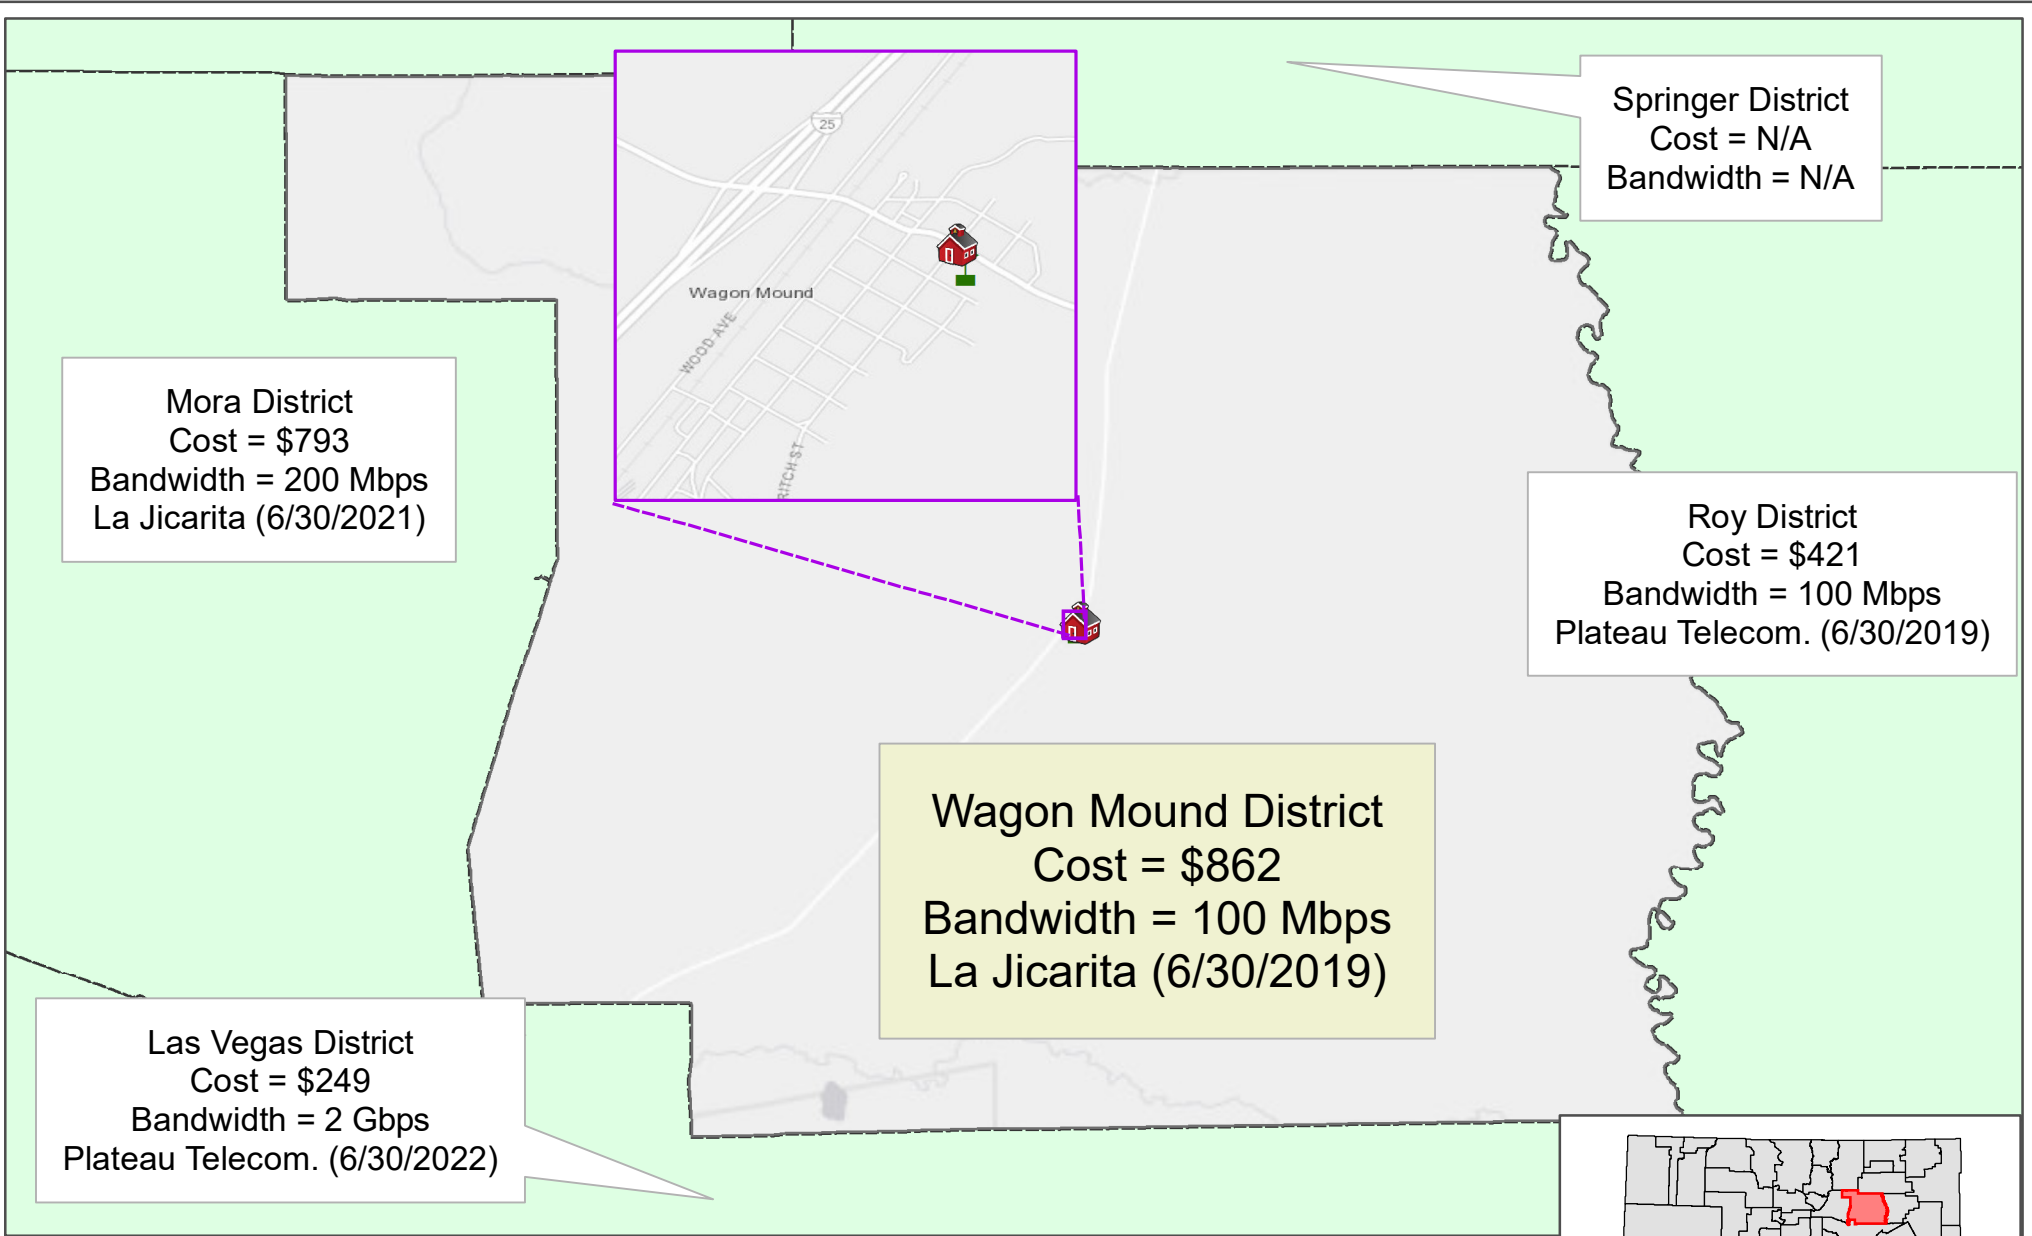 25
Wagon Mound
WOOD AVE
RITCH ST
Springer District
Cost = N/A
Bandwidth = N/A
Mora District
Cost = $793
Bandwidth = 200 Mbps
La Jicarita (6/30/2021)
Roy District
Cost = $421
Bandwidth = 100 Mbps
Plateau Telecom. (6/30/2019)
Wagon Mound District
Cost = $862
Bandwidth = 100 Mbps
La Jicarita (6/30/2019)
Las Vegas District
Cost = $249
Bandwidth = 2 Gbps
Plateau Telecom. (6/30/2022)